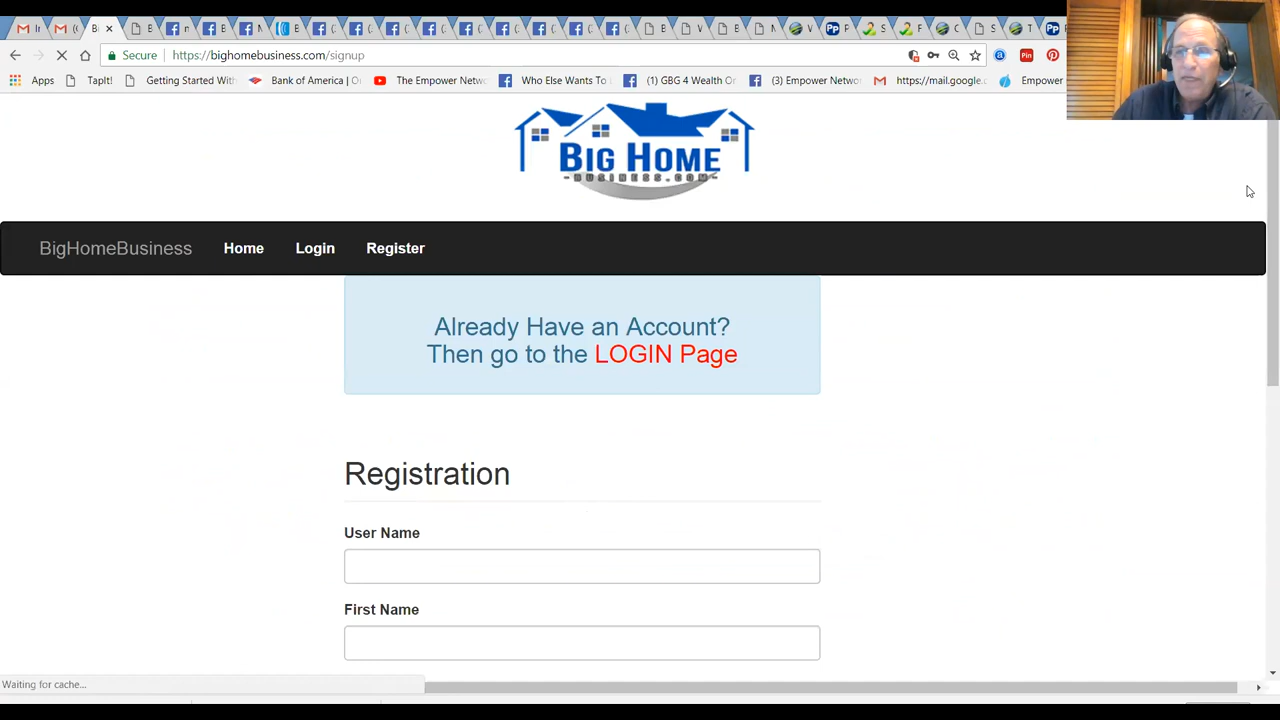 Secure https://bighomebusiness.com/signup
Apps TapIt! Getting Started With Bank of America | O The Empower Netw Who Else Wants To (1) GBG 4 Wealth On (3) Empower Networ https://mail.google.c Empower
BIG HOME
-BUSINESS.COM-
BigHomeBusiness Home Login Register
Already Have an Account?
Then go to the LOGIN Page
Registration
User Name
First Name
Waiting for cache...